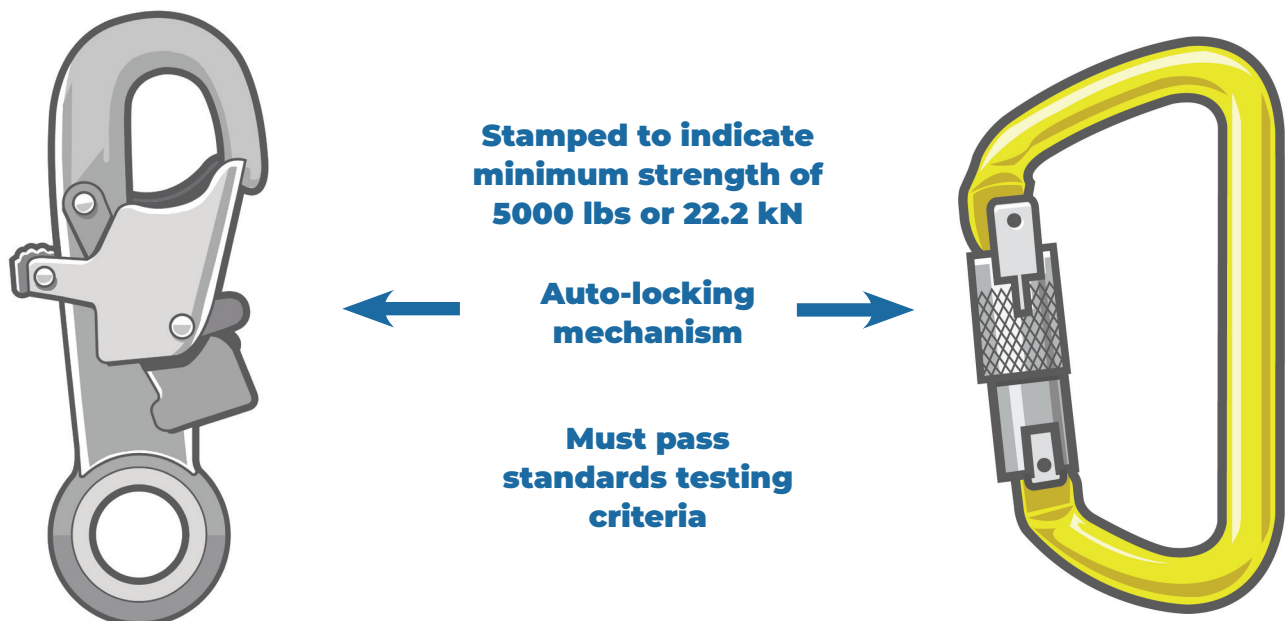 Stamped to indicate
minimum strength of
5000 lbs or 22.2 kN
Auto-locking
mechanism
Must pass
standards testing
criteria